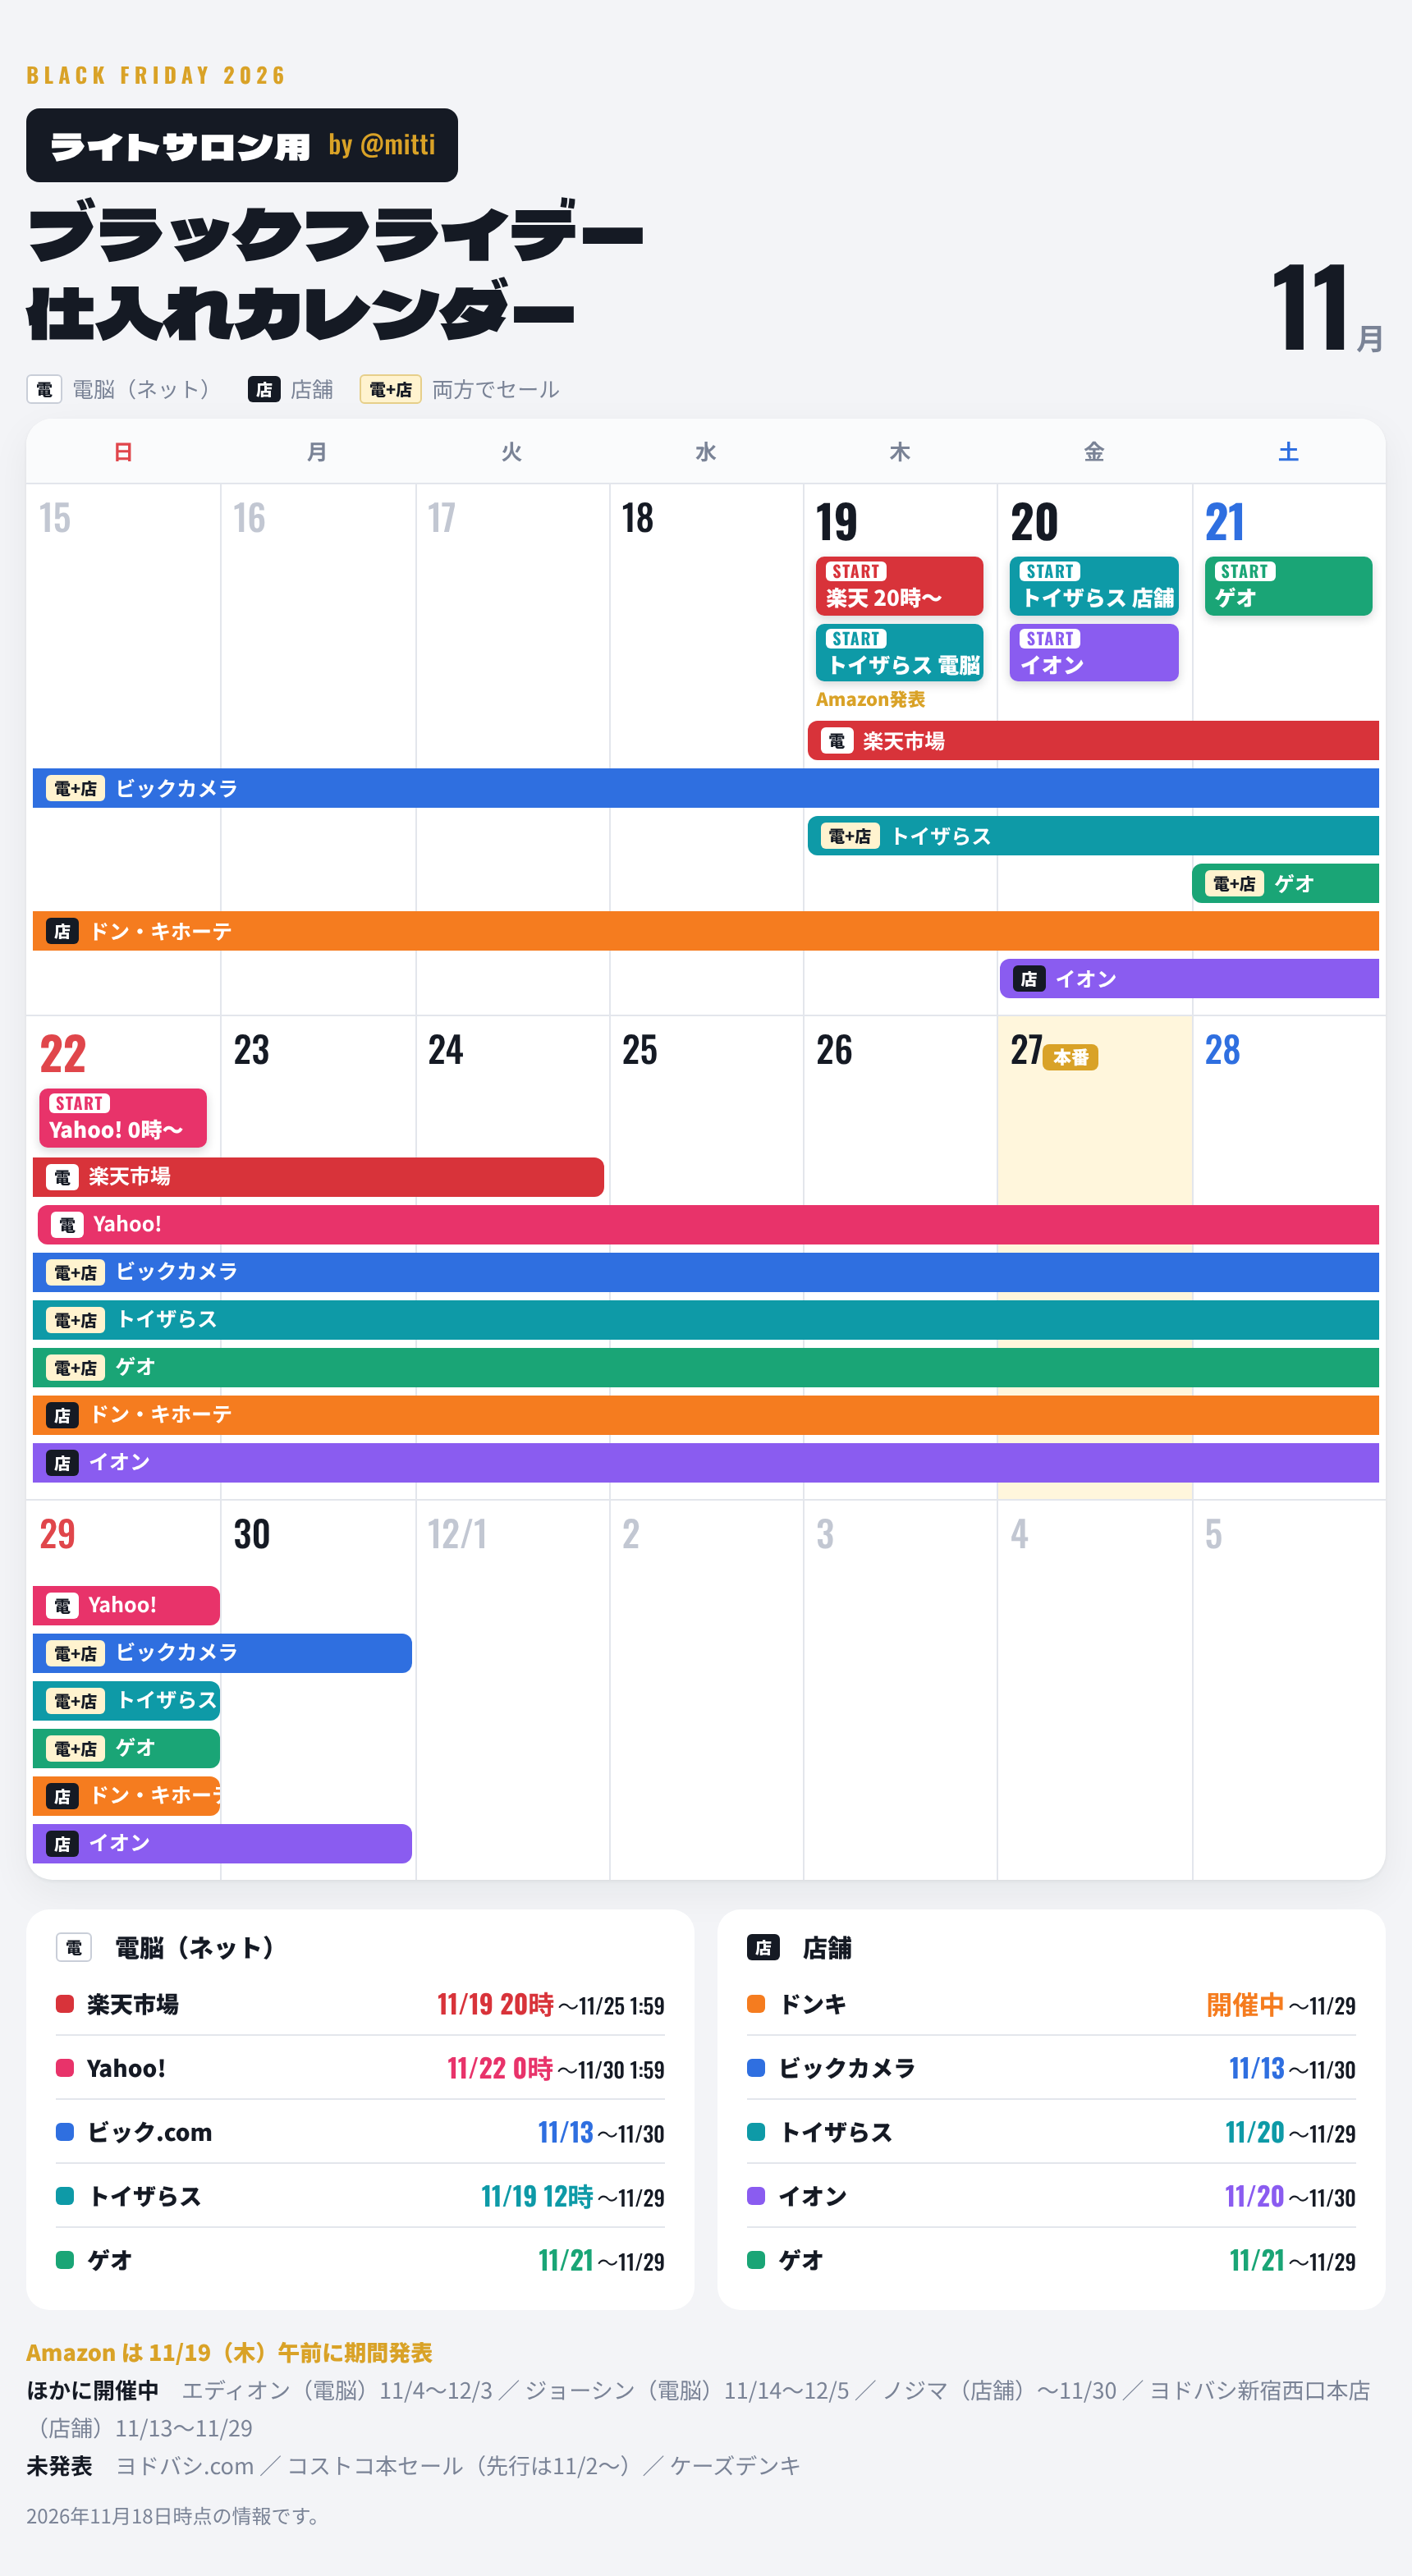 BLACK FRIDAY 2026
ライトサロン用 by @mitti
ブラックフライデー
仕入れカレンダー
11月
電 電脳（ネット） 店 店舗 電+店 両方でセール
日 月 火 水 木 金 土
15 16 17 18 19 20 21
START 楽天 20時〜
START トイザらス 店舗
START ゲオ
START トイザらス 電脳
START イオン
Amazon発表
電 楽天市場
電+店 ビックカメラ
電+店 トイザらス
電+店 ゲオ
店 ドン・キホーテ
店 イオン
22 23 24 25 26 27 本番 28
START
Yahoo! 0時〜
電 楽天市場
電 Yahoo!
電+店 ビックカメラ
電+店 トイザらス
電+店 ゲオ
店 ドン・キホーテ
店 イオン
29 30 12/1 2 3 4 5
電 Yahoo!
電+店 ビックカメラ
電+店 トイザらス
電+店 ゲオ
店 ドン・キホー
店 イオン
電 電脳（ネット）
楽天市場 11/19 20時 〜11/25 1:59
Yahoo! 11/22 0時 〜11/30 1:59
ビック.com 11/13 〜11/30
トイザらス 11/19 12時 〜11/29
ゲオ 11/21 〜11/29
店 店舗
ドンキ 開催中 〜11/29
ビックカメラ 11/13 〜11/30
トイザらス 11/20 〜11/29
イオン 11/20 〜11/30
ゲオ 11/21 〜11/29
Amazon は 11/19（木）午前に期間発表
ほかに開催中 エディオン（電脳）11/4〜12/3 ／ ジョーシン（電脳）11/14〜12/5 ／ ノジマ（店舗）〜11/30 ／ ヨドバシ新宿西口本店
（店舗）11/13〜11/29
未発表 ヨドバシ.com ／ コストコ本セール（先行は11/2〜）／ ケーズデンキ
2026年11月18日時点の情報です。